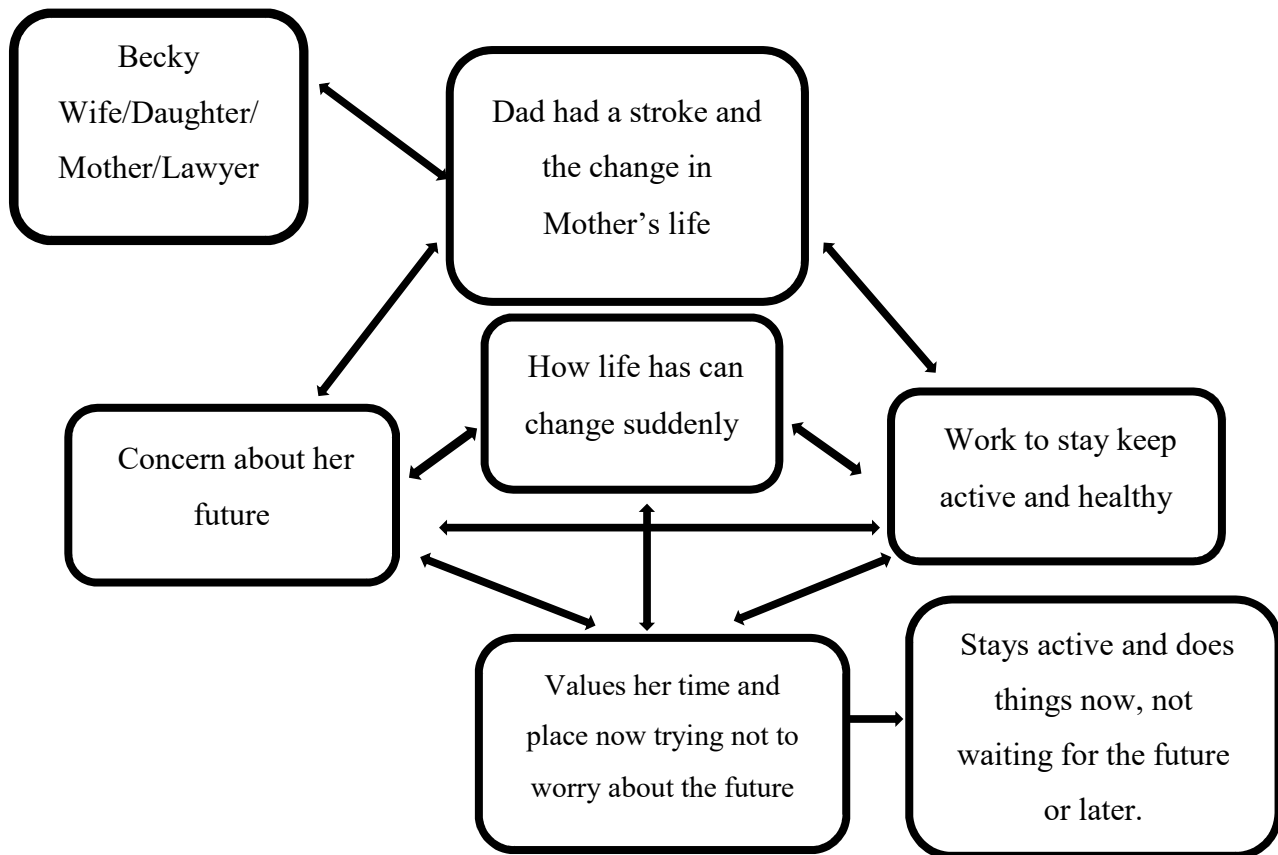 Becky
Wife/Daughter/
Mother/Lawyer
Dad had a stroke and
the change in
Mother’s life
How life has can
change suddenly
Concern about her
future
Work to stay keep
active and healthy
Values her time and
place now trying not to
worry about the future
Stays active and does
things now, not
waiting for the future
or later.